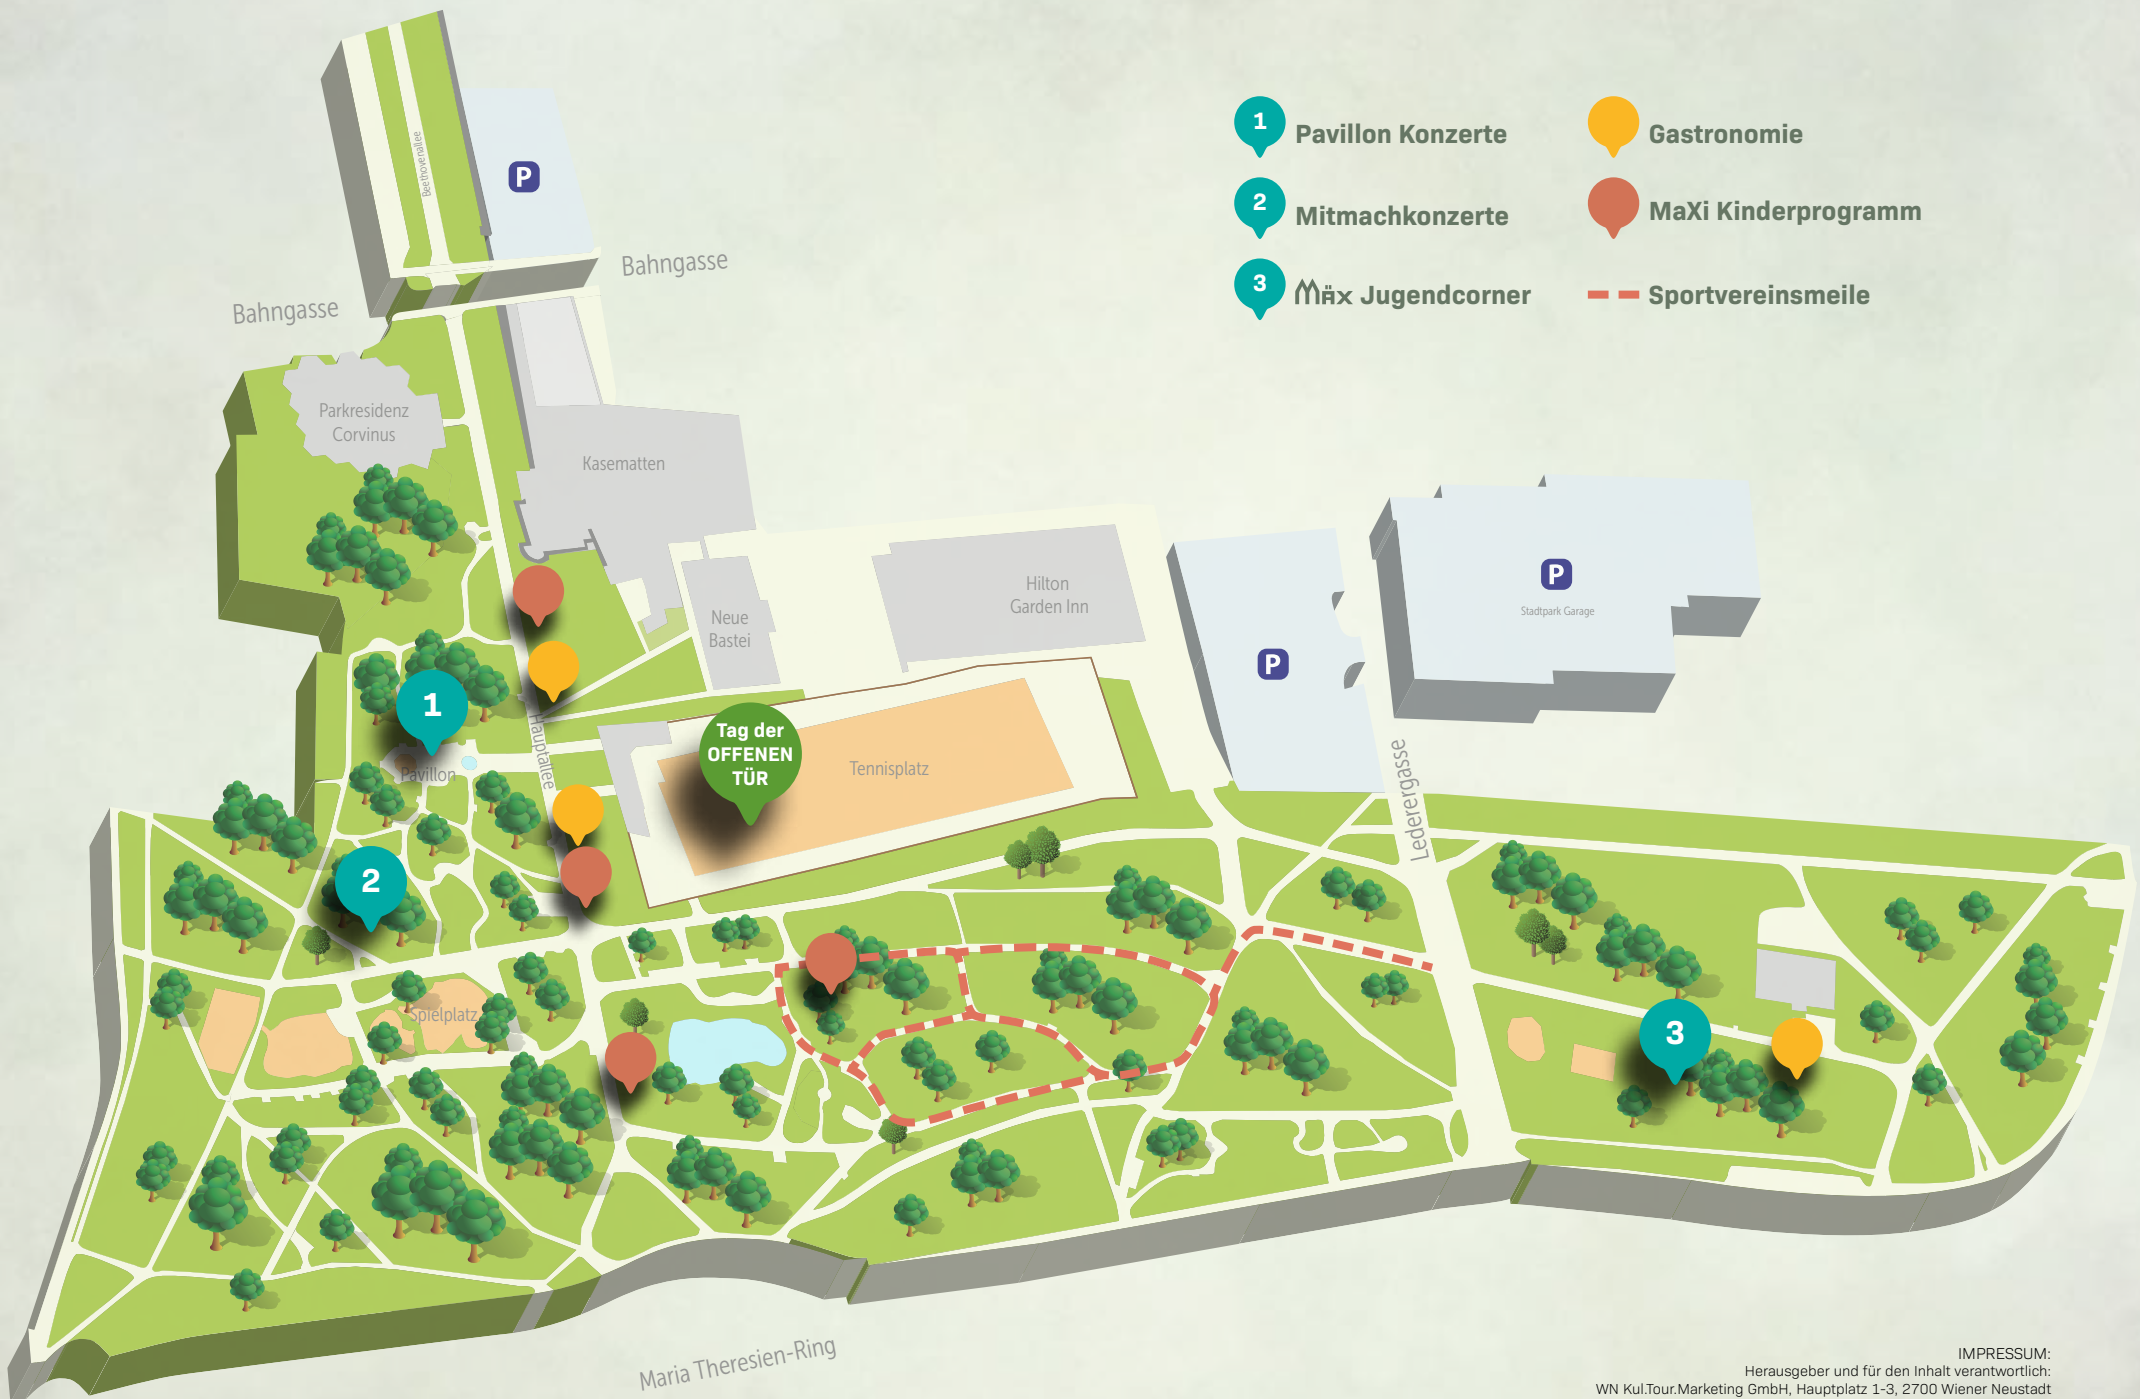 1 Pavillon Konzerte
Gastronomie
2 Mitmachkonzerte
MaXi Kinderprogramm
3 Mäx Jugendcorner
Sportvereinsmeile
Beethovenallee
P
Bahngasse
Bahngasse
Parkresidenz
Corvinus
Kasematten
Neue
Bastei
Hilton
Garden Inn
P
Stadtpark Garage
P
1
Pavillon
Hauptallee
Tag der
OFFENEN
TÜR
Tennisplatz
Lederergasse
2
Spielplatz
3
Maria Theresien-Ring
IMPRESSUM:
Herausgeber und für den Inhalt verantwortlich:
WN Kul.Tour.Marketing GmbH, Hauptplatz 1-3, 2700 Wiener Neustadt